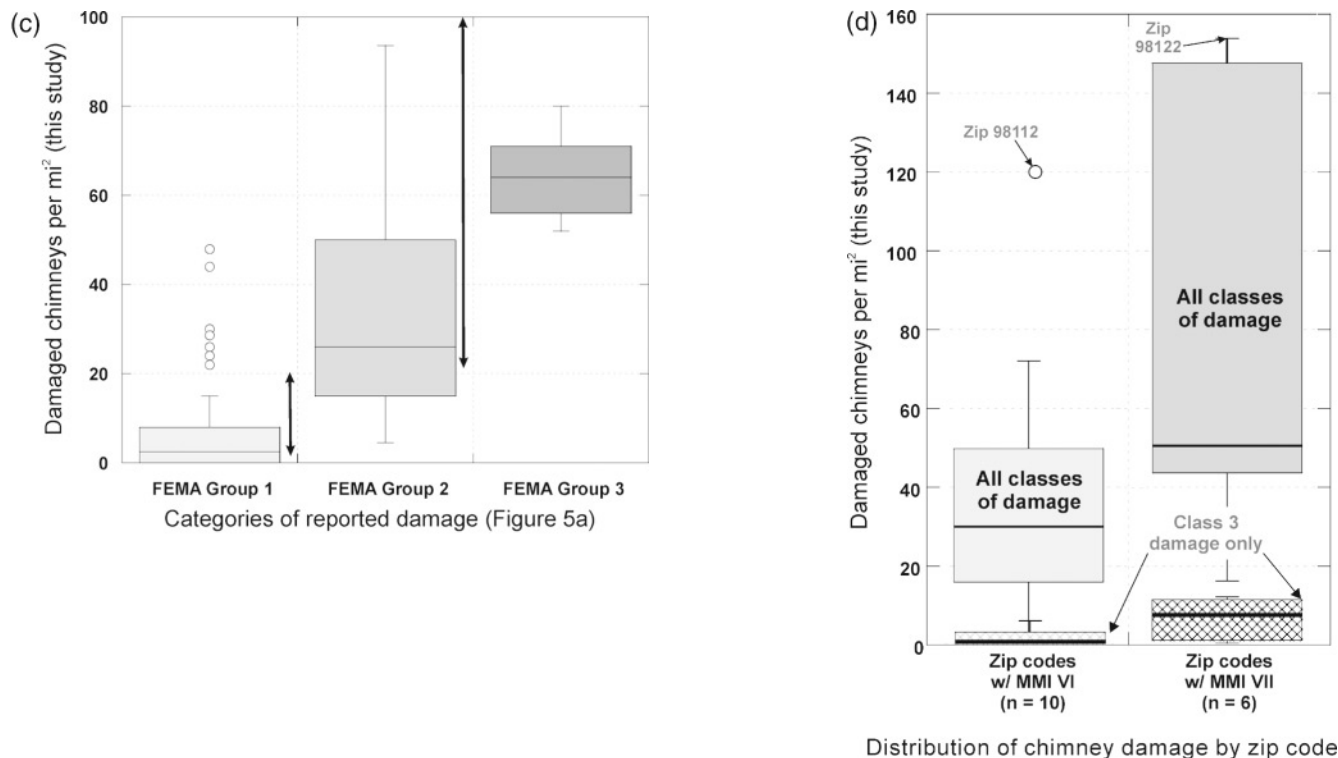 (c)
Damaged chimneys per mi² (this study)
100
80
60
40
20
0
FEMA Group 1
FEMA Group 2
FEMA Group 3
Categories of reported damage (Figure 5a)
(d)
Damaged chimneys per mi² (this study)
160
140
120
100
80
60
40
20
0
Zip
98122
Zip 98112
All classes
of damage
All classes
of damage
Class 3
damage only
Zip codes
w/ MMI VI
(n = 10)
Zip codes
w/ MMI VII
(n = 6)
Distribution of chimney damage by zip code